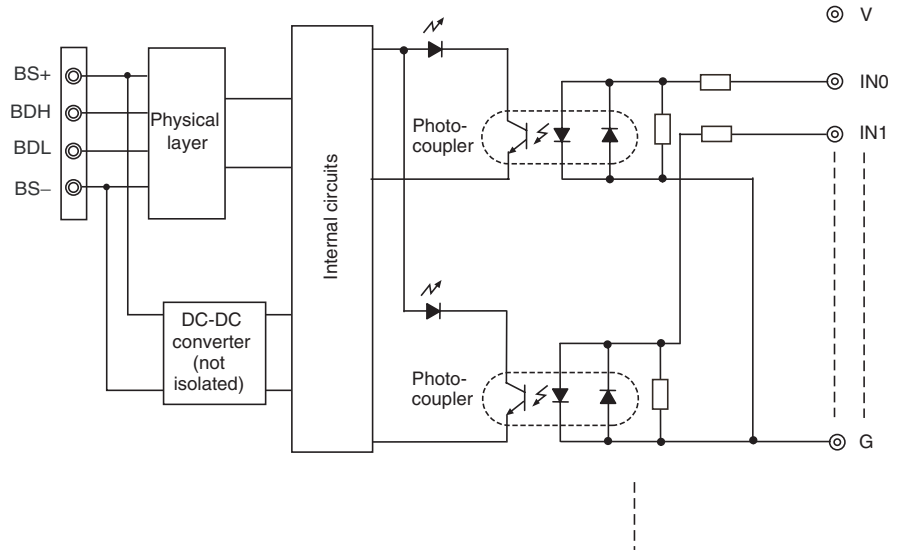 V
BS+
BDH
BDL
BS−
Physical
layer
Internal circuits
Photo-
coupler
IN0
IN1
DC-DC
converter
(not
isolated)
Photo-
coupler
G